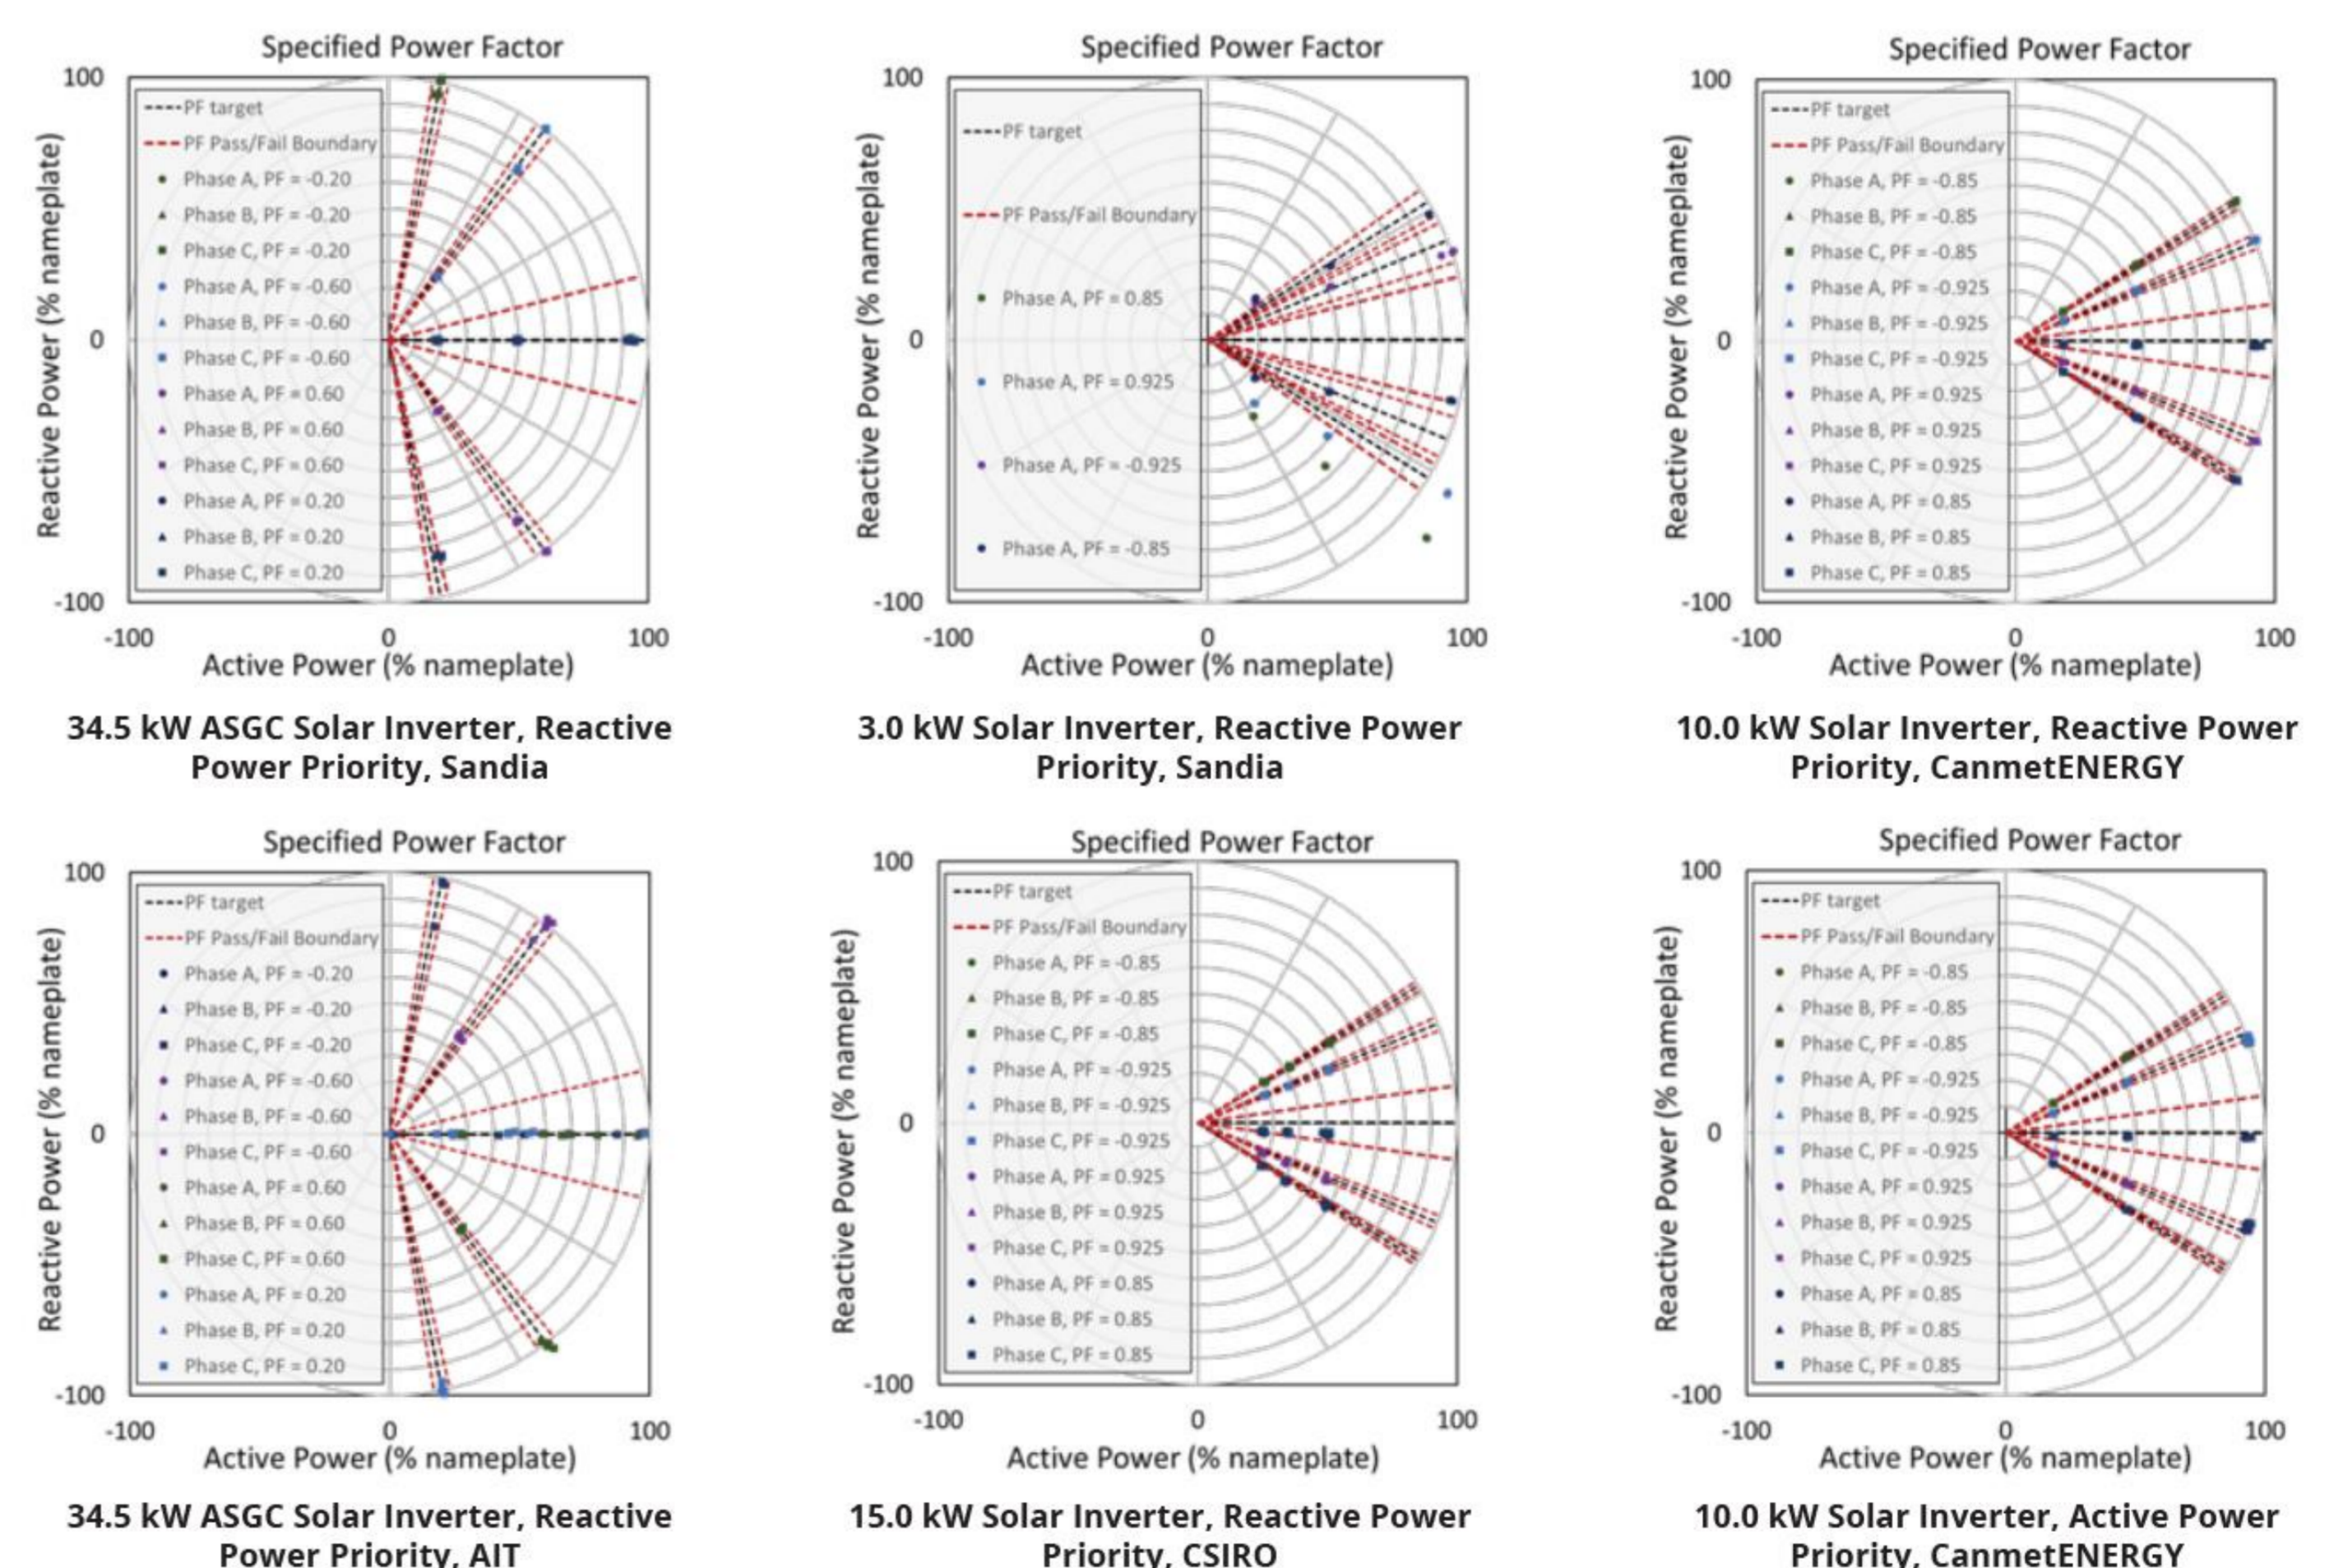 Specified Power Factor
100
PF target
PF Pass/Fail Boundary
Phase A, PF = -0.20
Phase B, PF = -0.20
Phase C, PF = -0.20
Phase A, PF = -0.60
Phase B, PF = -0.60
Phase C, PF = -0.60
Phase A, PF = 0.60
Phase B, PF = 0.60
Phase C, PF = 0.60
Phase A, PF = 0.20
Phase B, PF = 0.20
Phase C, PF = 0.20
Reactive Power (% nameplate)
0
-100
-100
0
100
Active Power (% nameplate)
34.5 kW ASGC Solar Inverter, Reactive
Power Priority, Sandia
Specified Power Factor
100
PF target
PF Pass/Fail Boundary
Phase A, PF = 0.85
Phase A, PF = 0.925
Phase A, PF = -0.925
Phase A, PF = -0.85
Reactive Power (% nameplate)
0
-100
-100
0
100
Active Power (% nameplate)
3.0 kW Solar Inverter, Reactive Power
Priority, Sandia
Specified Power Factor
100
PF target
PF Pass/Fail Boundary
Phase A, PF = -0.85
Phase B, PF = -0.85
Phase C, PF = -0.85
Phase A, PF = -0.925
Phase B, PF = -0.925
Phase C, PF = -0.925
Phase A, PF = 0.925
Phase B, PF = 0.925
Phase C, PF = 0.925
Phase A, PF = 0.85
Phase B, PF = 0.85
Phase C, PF = 0.85
Reactive Power (% nameplate)
0
-100
-100
0
100
Active Power (% nameplate)
10.0 kW Solar Inverter, Reactive Power
Priority, CanmetENERGY
Specified Power Factor
100
PF target
PF Pass/Fail Boundary
Phase A, PF = -0.20
Phase B, PF = -0.20
Phase C, PF = -0.20
Phase A, PF = -0.60
Phase B, PF = -0.60
Phase C, PF = -0.60
Phase A, PF = 0.60
Phase B, PF = 0.60
Phase C, PF = 0.60
Phase A, PF = 0.20
Phase B, PF = 0.20
Phase C, PF = 0.20
Reactive Power (% nameplate)
0
-100
-100
0
100
Active Power (% nameplate)
34.5 kW ASGC Solar Inverter, Reactive
Power Priority, AIT
Specified Power Factor
100
PF target
PF Pass/Fail Boundary
Phase A, PF = -0.85
Phase B, PF = -0.85
Phase C, PF = -0.85
Phase A, PF = -0.925
Phase B, PF = -0.925
Phase C, PF = -0.925
Phase A, PF = 0.925
Phase B, PF = 0.925
Phase C, PF = 0.925
Phase A, PF = 0.85
Phase B, PF = 0.85
Phase C, PF = 0.85
Reactive Power (% nameplate)
0
-100
-100
0
100
Active Power (% nameplate)
15.0 kW Solar Inverter, Reactive Power
Priority, CSIRO
Specified Power Factor
100
PF target
PF Pass/Fail Boundary
Phase A, PF = -0.85
Phase B, PF = -0.85
Phase C, PF = -0.85
Phase A, PF = -0.925
Phase B, PF = -0.925
Phase C, PF = -0.925
Phase A, PF = 0.925
Phase B, PF = 0.925
Phase C, PF = 0.925
Phase A, PF = 0.85
Phase B, PF = 0.85
Phase C, PF = 0.85
Reactive Power (% nameplate)
0
-100
-100
0
100
Active Power (% nameplate)
10.0 kW Solar Inverter, Active Power
Priority, CanmetENERGY